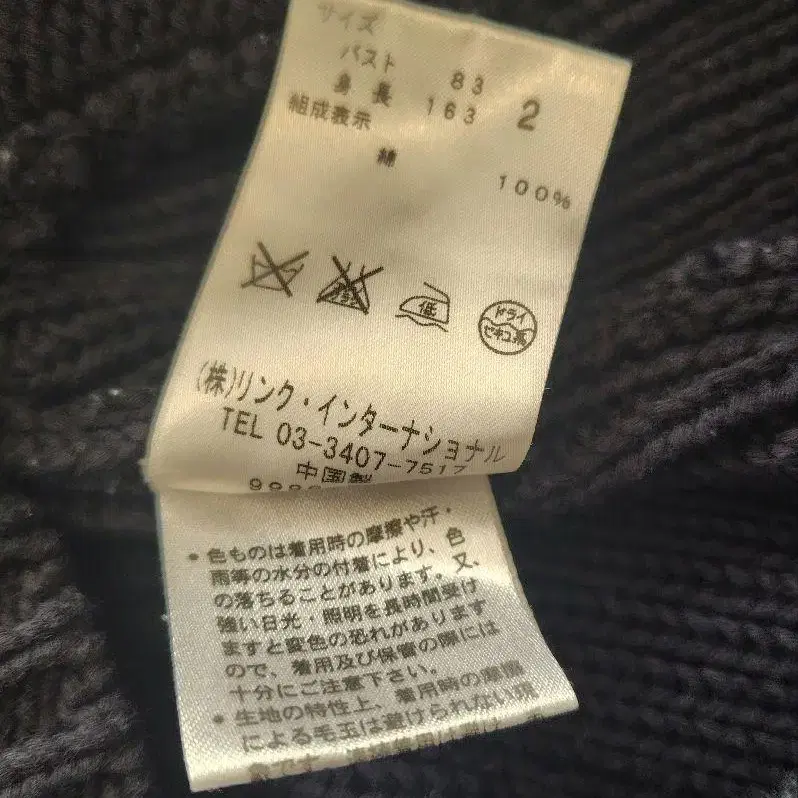 サイズ
バスト 83
身長 163 2
組成表示
綿
100%
低
ドライ
セキユ系
(株)リンク・インターナショナル
TEL 03-3407-7517
中国製
・色ものは着用時の摩擦や汗・
雨等の水分の付着により、色
の落ちることがあります。又、
強い日光・照明を長時間受け
ますと変色の恐れがあります
ので、着用及び保管の際には
十分にご注意下さい。
・生地の特性上、着用時の摩擦
による毛玉は避けられない現
象です。